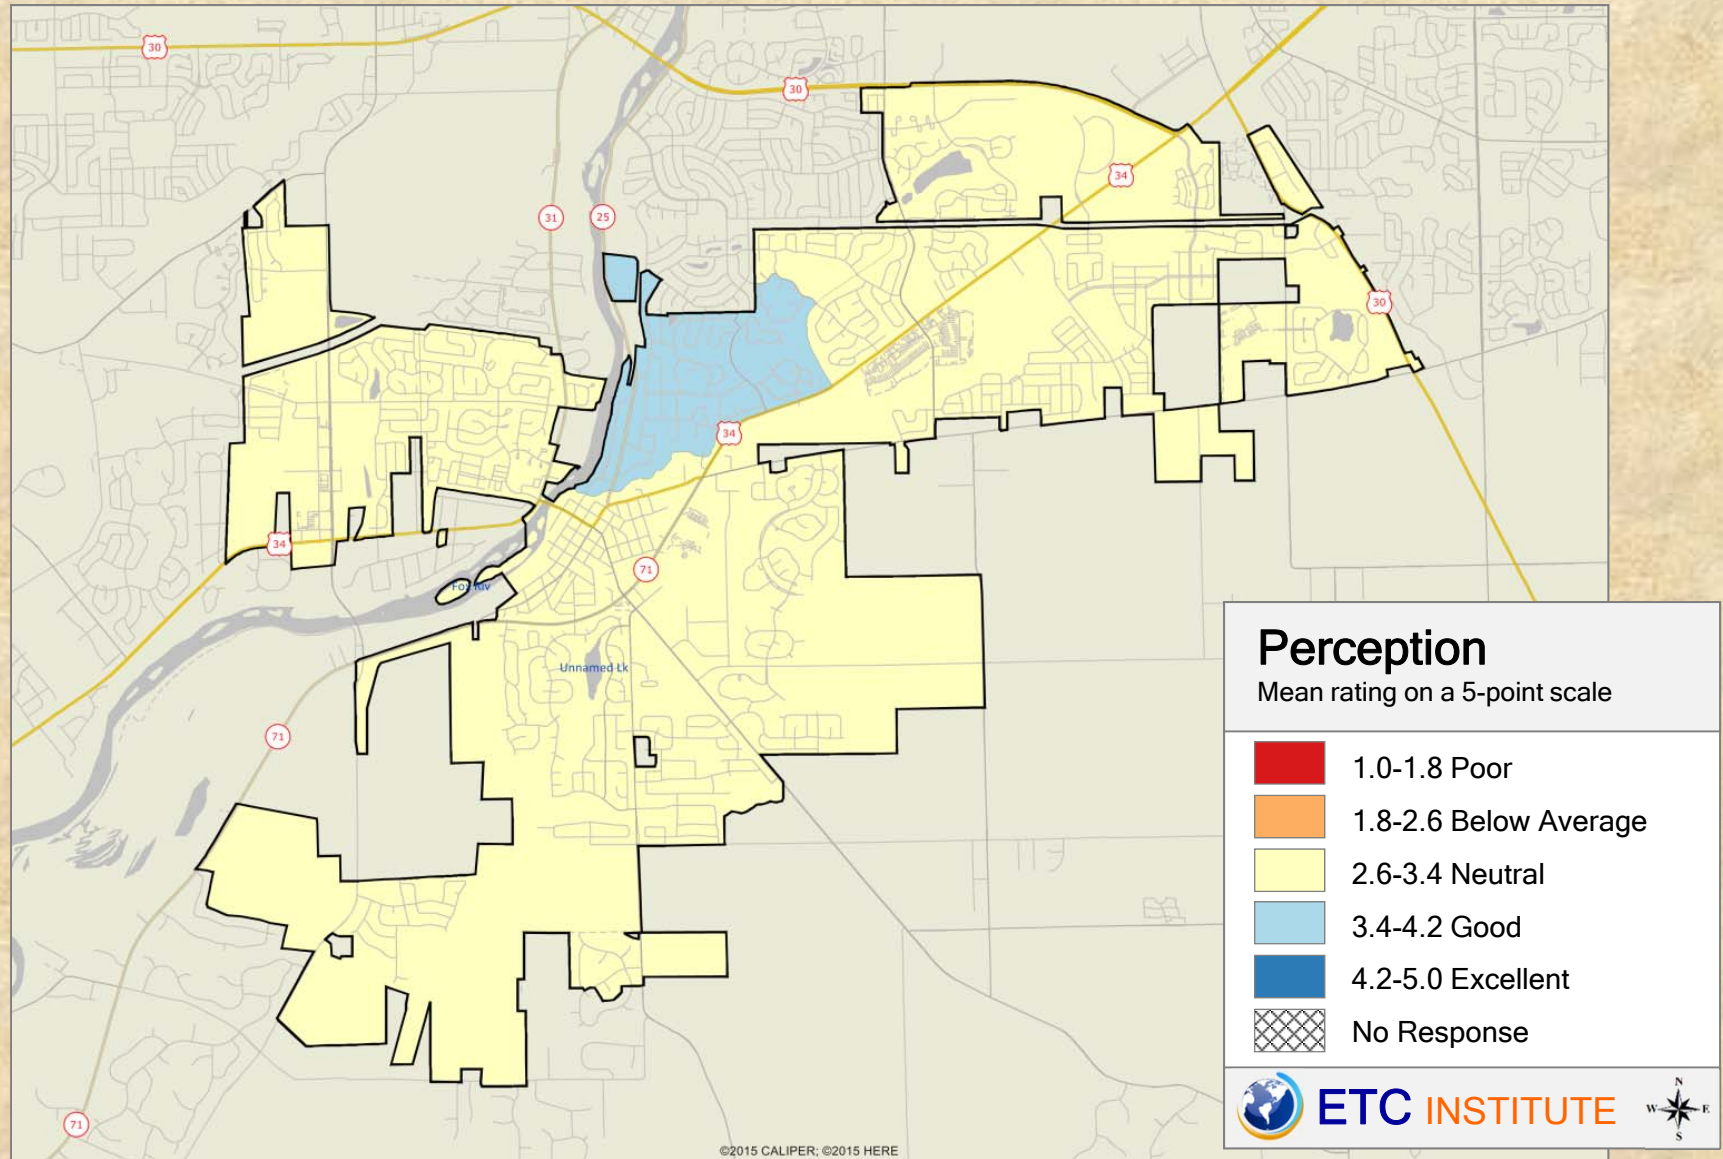 30
30
34
31
25
30
34
34
71
Fox Riv
Unnamed Lk
71
71
Perception
Mean rating on a 5-point scale
1.0-1.8 Poor
1.8-2.6 Below Average
2.6-3.4 Neutral
3.4-4.2 Good
4.2-5.0 Excellent
No Response
ETC INSTITUTE
N
W E
S
©2015 CALIPER; ©2015 HERE